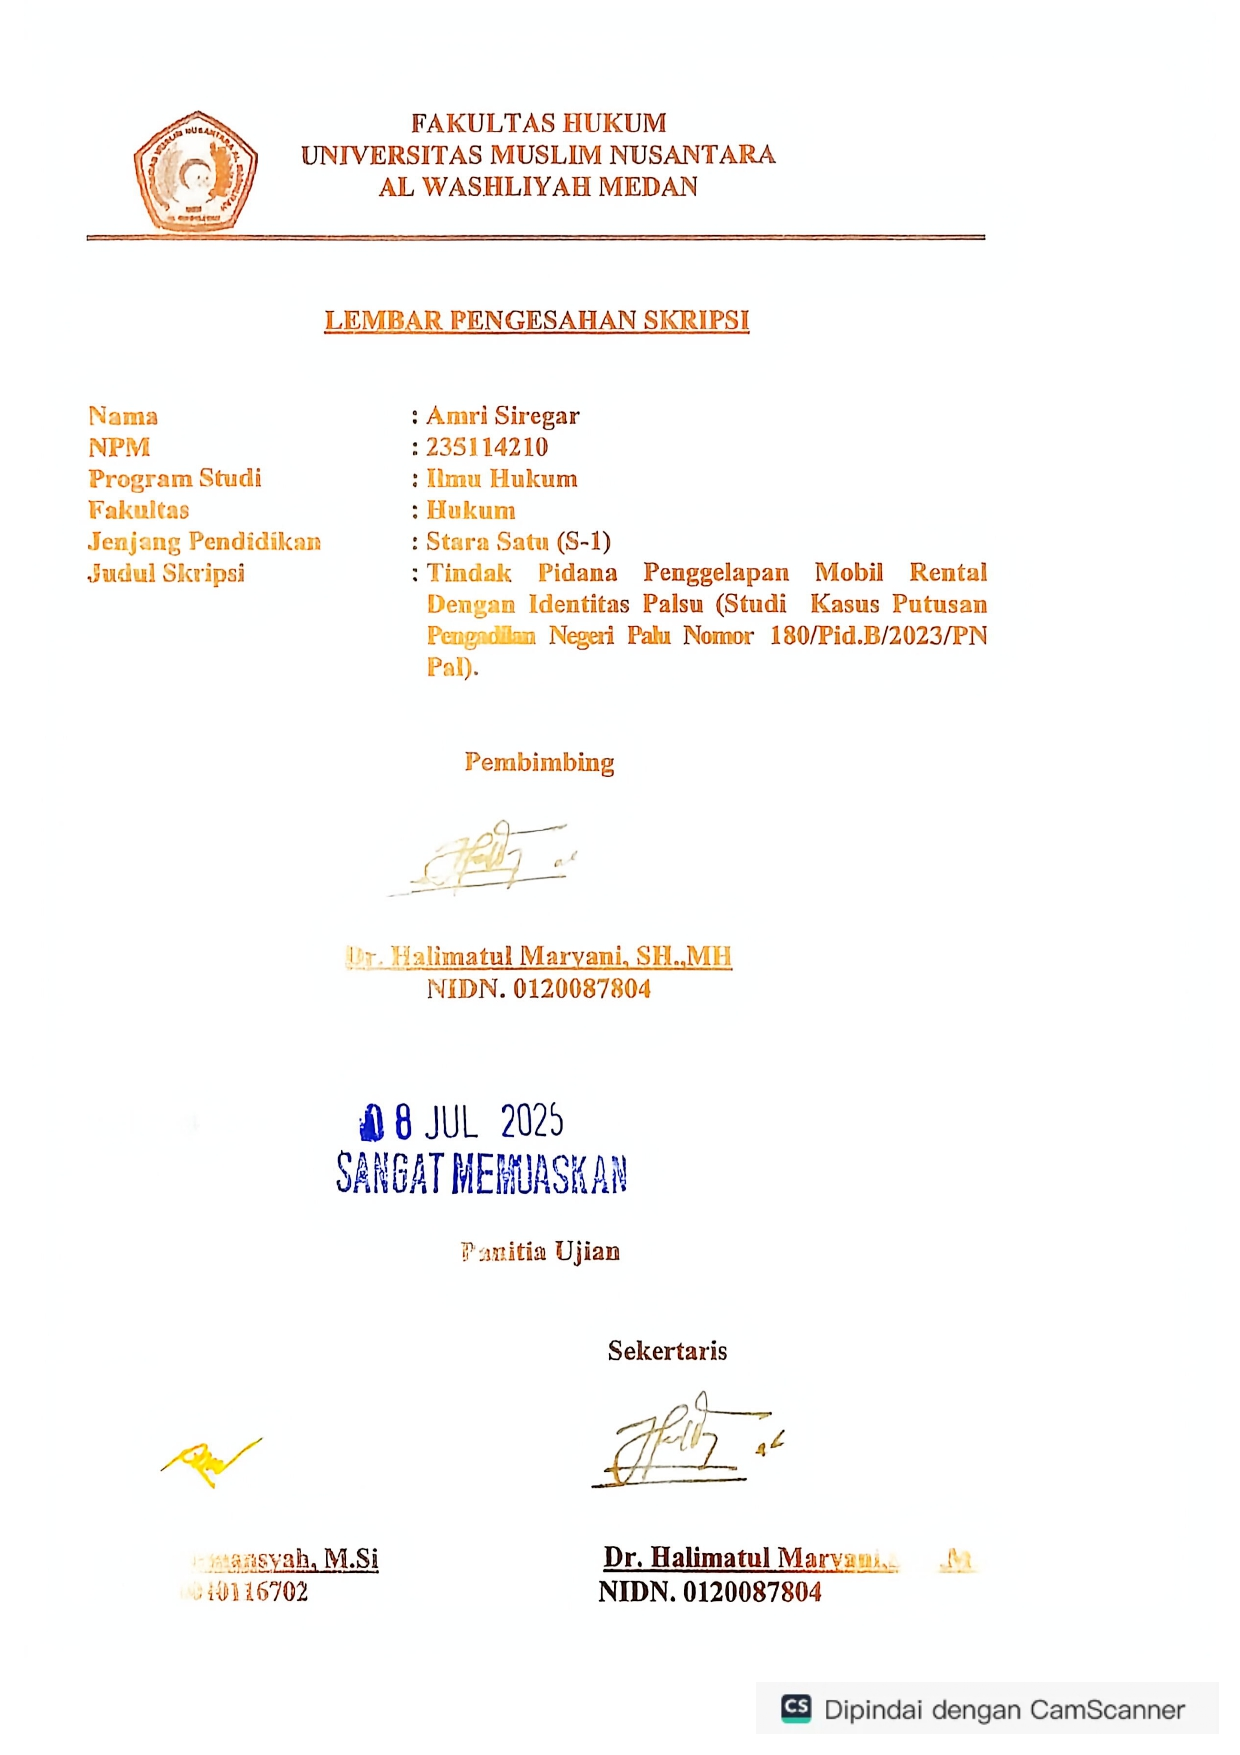 FAKULTAS HUKUM
UNIVERSITAS MUSLIM NUSANTARA
AL WASHLIYAH MEDAN
LEMBAR PENGESAHAN SKRIPSI
Nama : Amri Siregar
NPM : 235114210
Program Studi : Ilmu Hukum
Fakultas : Hukum
Jenjang Pendidikan : Stara Satu (S-1)
Judul Skripsi : Tindak Pidana Penggelapan Mobil Rental
Dengan Identitas Palsu (Studi Kasus Putusan
Pengadilan Negeri Palu Nomor 180/Pid.B/2023/PN
Pal).
Pembimbing
Dr. Halimatul Maryani, SH.,MH
NIDN. 0120087804
08 JUL 2025
SANGAT MEMUASKAN
Panitia Ujian
Sekertaris
M.Si
Dr. Halimatul Maryani,
NIDN. 0120087804
CS Dipindai dengan CamScanner